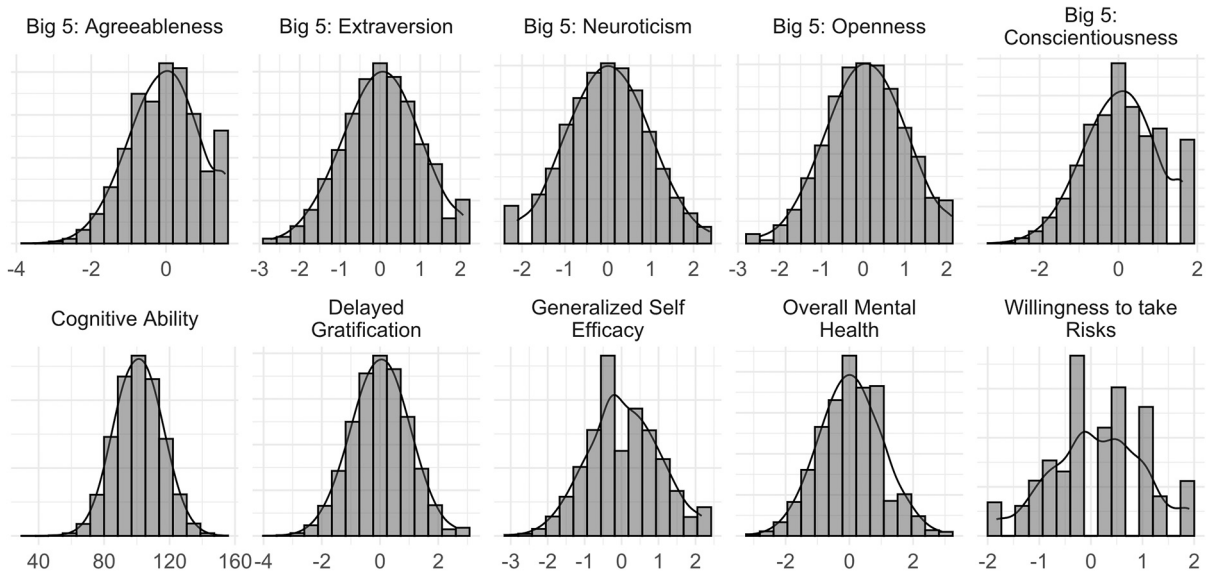 Big 5: Agreeableness
Big 5: Extraversion
Big 5: Neuroticism
Big 5: Openness
Big 5:
Conscientiousness
-4 -2 0
-3 -2 -1 0 1 2
-2 -1 0 1 2
-3 -2 -1 0 1 2
-2 0 2
Cognitive Ability
Delayed
Gratification
Generalized Self
Efficacy
Overall Mental
Health
Willingness to take
Risks
40 80 120 160
-4 -2 0 2
-3 -2 -1 0 1 2
-2 0 2
-2 -1 0 1 2